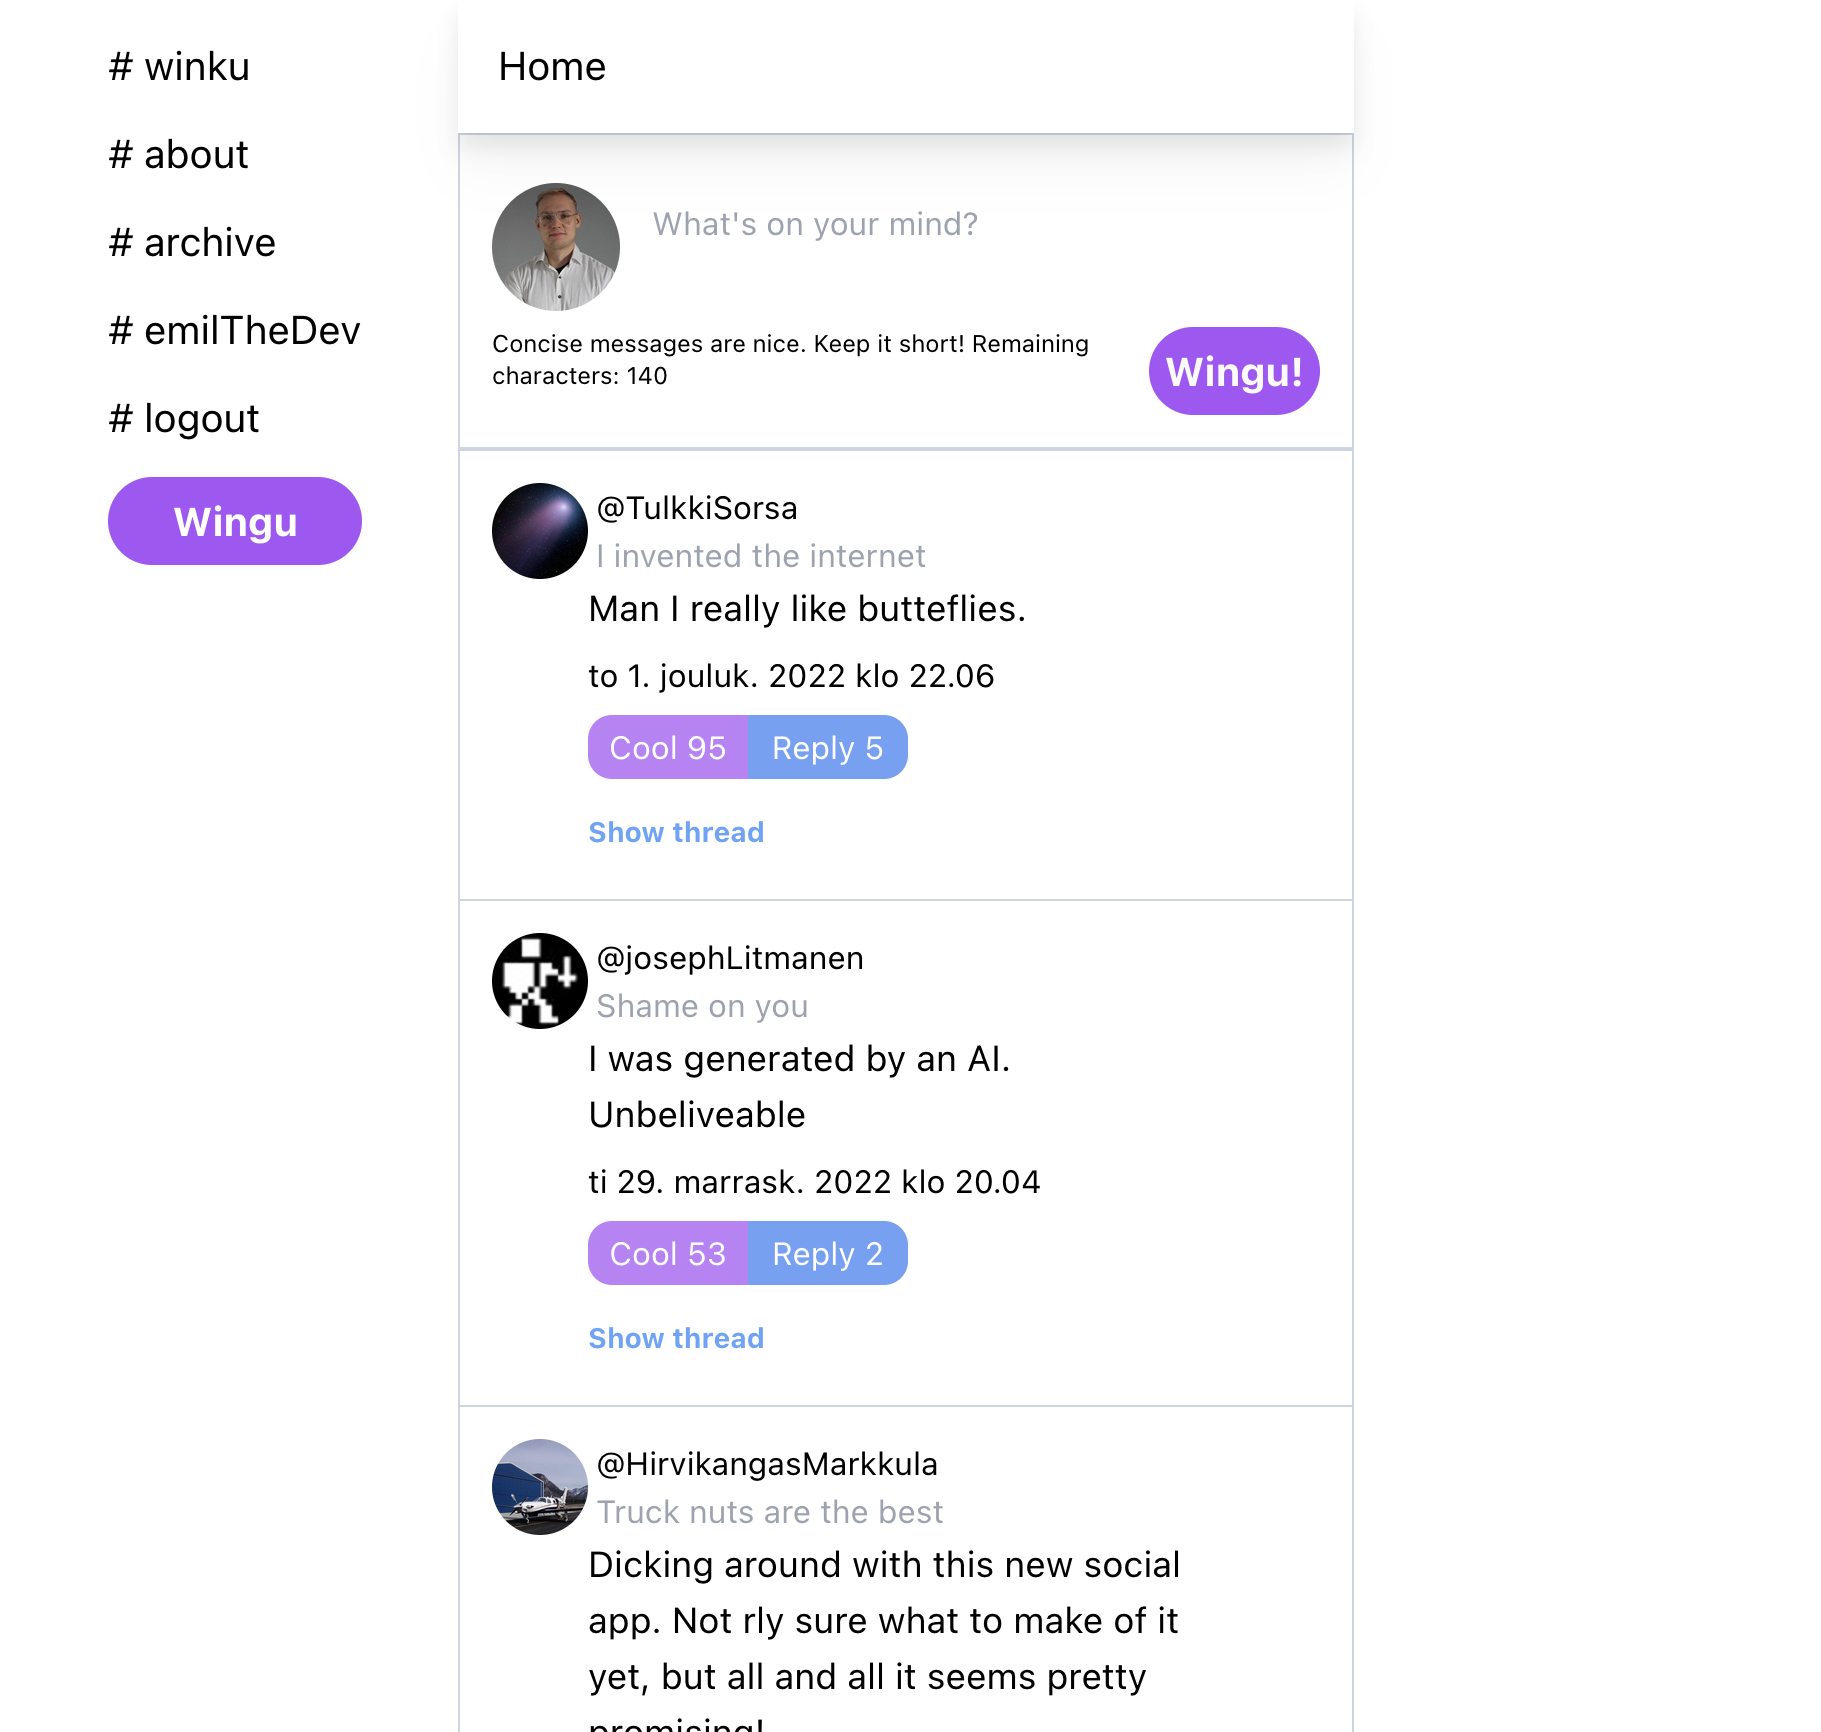 # winku
# about
# archive
# emilTheDev
# logout
Wingu
Home
What's on your mind?
Concise messages are nice. Keep it short! Remaining
characters: 140
Wingu!
@TulkkiSorsa
I invented the internet
Man I really like butteflies.
to 1. jouluk. 2022 klo 22.06
Cool 95 Reply 5
Show thread
@josephLitmanen
Shame on you
I was generated by an AI.
Unbeliveable
ti 29. marrask. 2022 klo 20.04
Cool 53 Reply 2
Show thread
@HirvikangasMarkkula
Truck nuts are the best
Dicking around with this new social
app. Not rly sure what to make of it
yet, but all and all it seems pretty
promising!